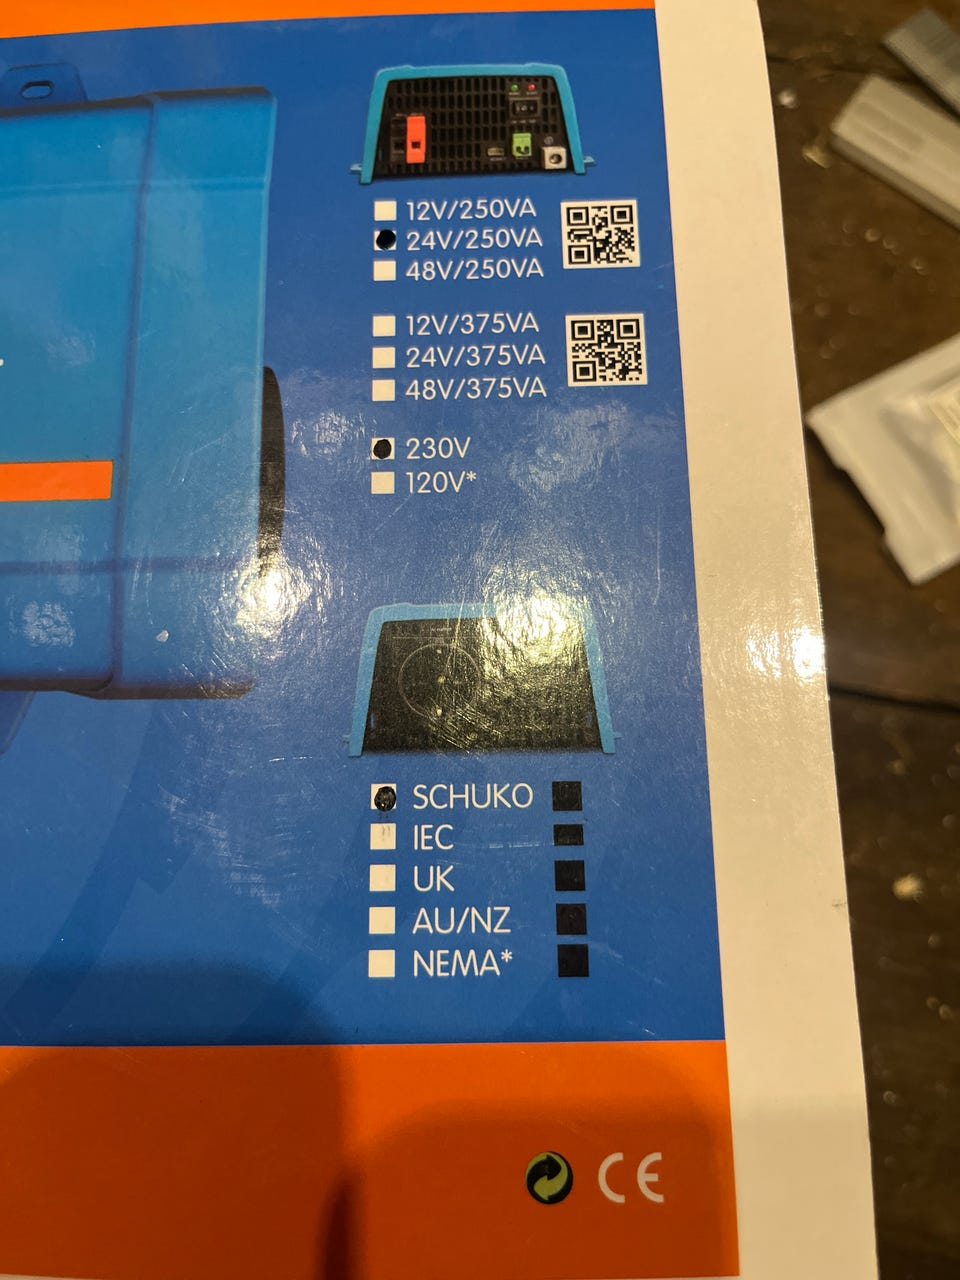 12V/250VA
24V/250VA
48V/250VA
12V/375VA
24V/375VA
48V/375VA
230V
120V*
SCHUKO
IEC
UK
AU/NZ
NEMA*
CE